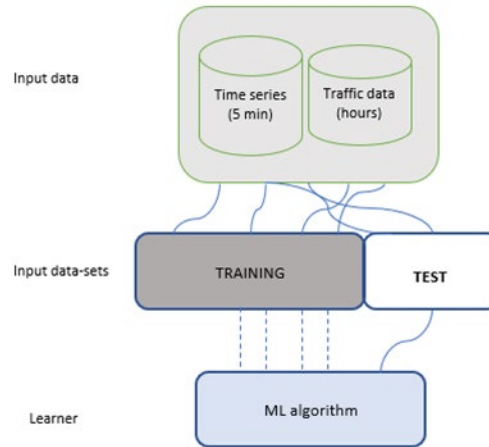 Input data
Time series
(5 min)
Traffic data
(hours)
Input data-sets
TRAINING
TEST
Learner
ML algorithm